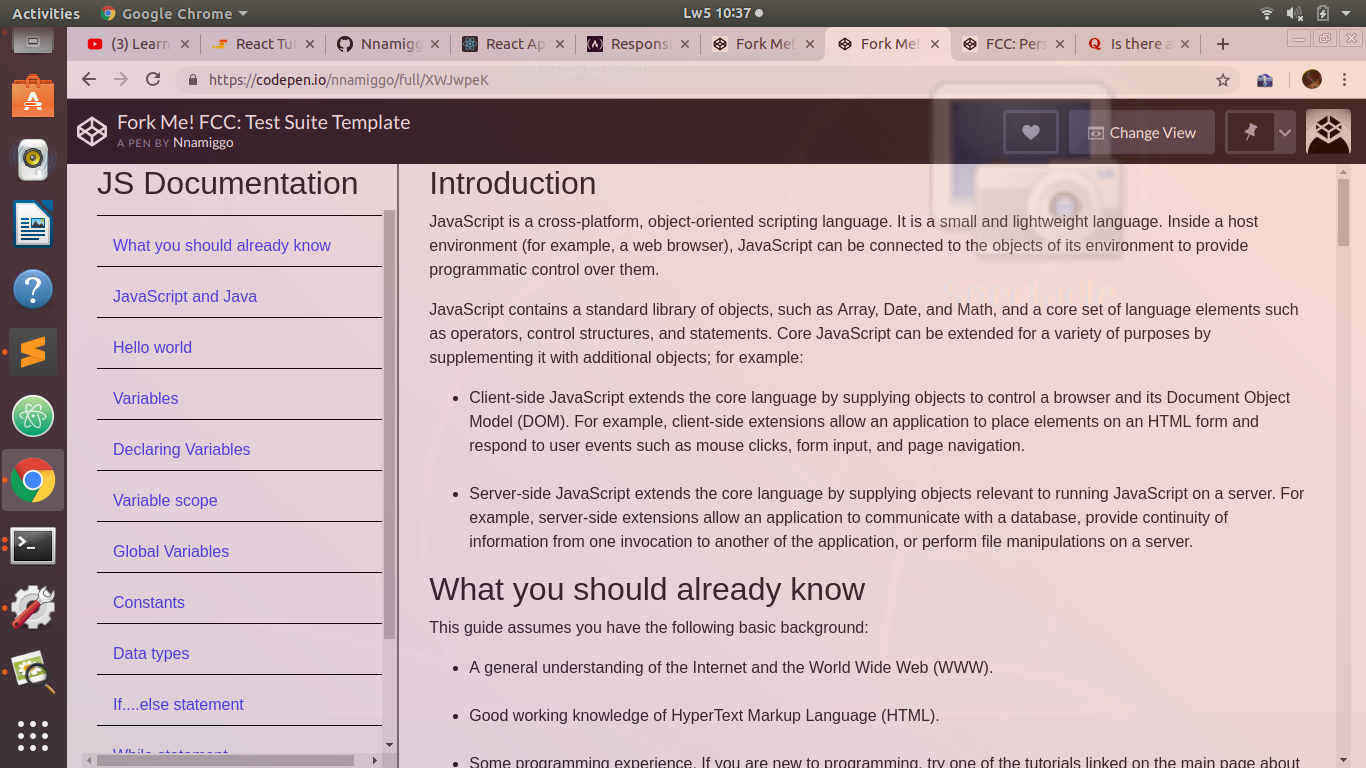 Activities
Google Chrome
Lw5 10:37
(3) Learn
React Tu
Nnamigg
React Ap
Respons
Fork Me!
Fork Me!
FCC: Pers
Is there a
https://codepen.io/nnamiggo/full/XWJwpeK
Fork Me! FCC: Test Suite Template
A PEN BY Nnamiggo
Change View
JS Documentation
What you should already know
JavaScript and Java
Hello world
Variables
Declaring Variables
Variable scope
Global Variables
Constants
Data types
If....else statement
While statement
Introduction
JavaScript is a cross-platform, object-oriented scripting language. It is a small and lightweight language. Inside a host
environment (for example, a web browser), JavaScript can be connected to the objects of its environment to provide
programmatic control over them.
JavaScript contains a standard library of objects, such as Array, Date, and Math, and a core set of language elements such
as operators, control structures, and statements. Core JavaScript can be extended for a variety of purposes by
supplementing it with additional objects; for example:
Client-side JavaScript extends the core language by supplying objects to control a browser and its Document Object
Model (DOM). For example, client-side extensions allow an application to place elements on an HTML form and
respond to user events such as mouse clicks, form input, and page navigation.
Server-side JavaScript extends the core language by supplying objects relevant to running JavaScript on a server. For
example, server-side extensions allow an application to communicate with a database, provide continuity of
information from one invocation to another of the application, or perform file manipulations on a server.
What you should already know
This guide assumes you have the following basic background:
A general understanding of the Internet and the World Wide Web (WWW).
Good working knowledge of HyperText Markup Language (HTML).
Some programming experience. If you are new to programming, try one of the tutorials linked on the main page about
Spectacle